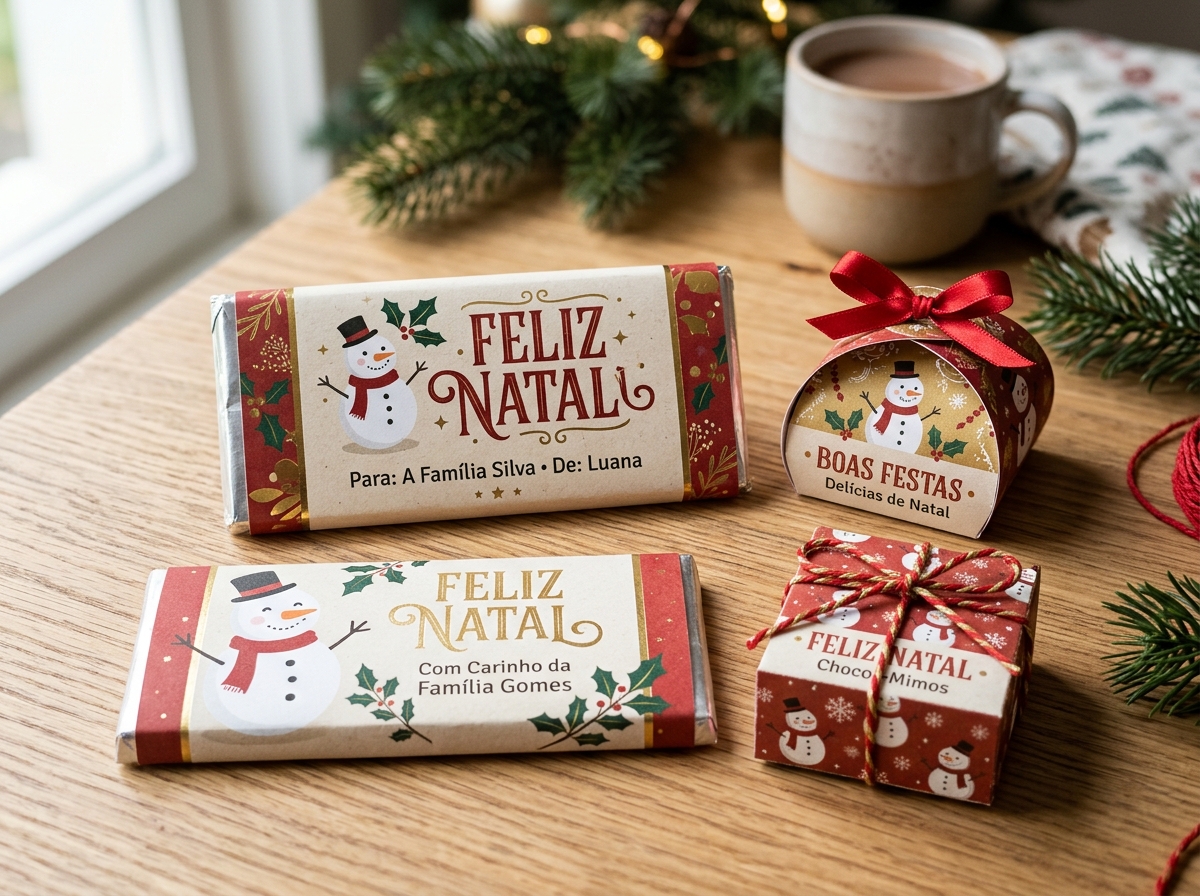 FELIZ
NATAL
Para: A Família Silva • De: Luana
BOAS FESTAS
Delícias de Natal
FELIZ
NATAL
Com Carinho da
Família Gomes
FELIZ NATAL
-Mimos